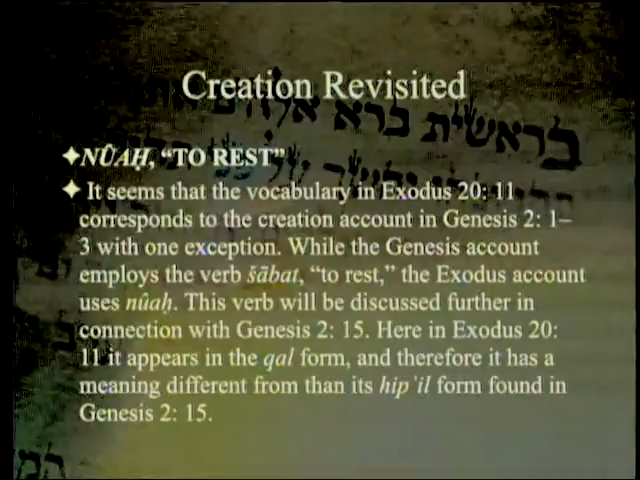 Creation Revisited
בראשית ברא אלהים
✦NÛAḤ, “TO REST”
✦ It seems that the vocabulary in Exodus 20: 11
corresponds to the creation account in Genesis 2: 1–
3 with one exception. While the Genesis account
employs the verb šābat, “to rest,” the Exodus account
uses nûaḥ. This verb will be discussed further in
connection with Genesis 2: 15. Here in Exodus 20:
11 it appears in the qal form, and therefore it has a
meaning different from than its hip‘il form found in
Genesis 2: 15.